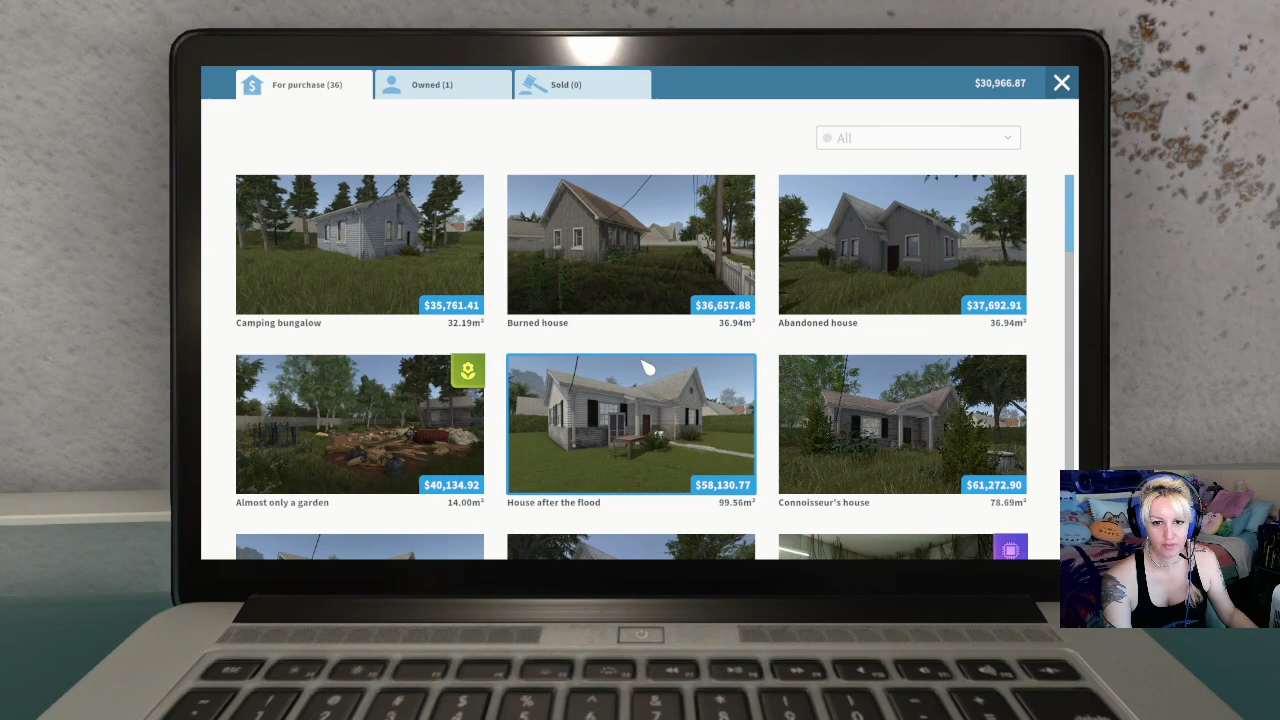 For purchase (36)
Owned (1)
Sold (0)
$30,966.87
All
$35,761.41
$36,657.88
$37,692.91
Camping bungalow
32.19m²
Burned house
36.94m²
Abandoned house
36.94m²
$40,134.92
$58,130.77
$61,272.90
Almost only a garden
14.00m²
House after the flood
99.56m²
Connoisseur's house
78.69m²
esc